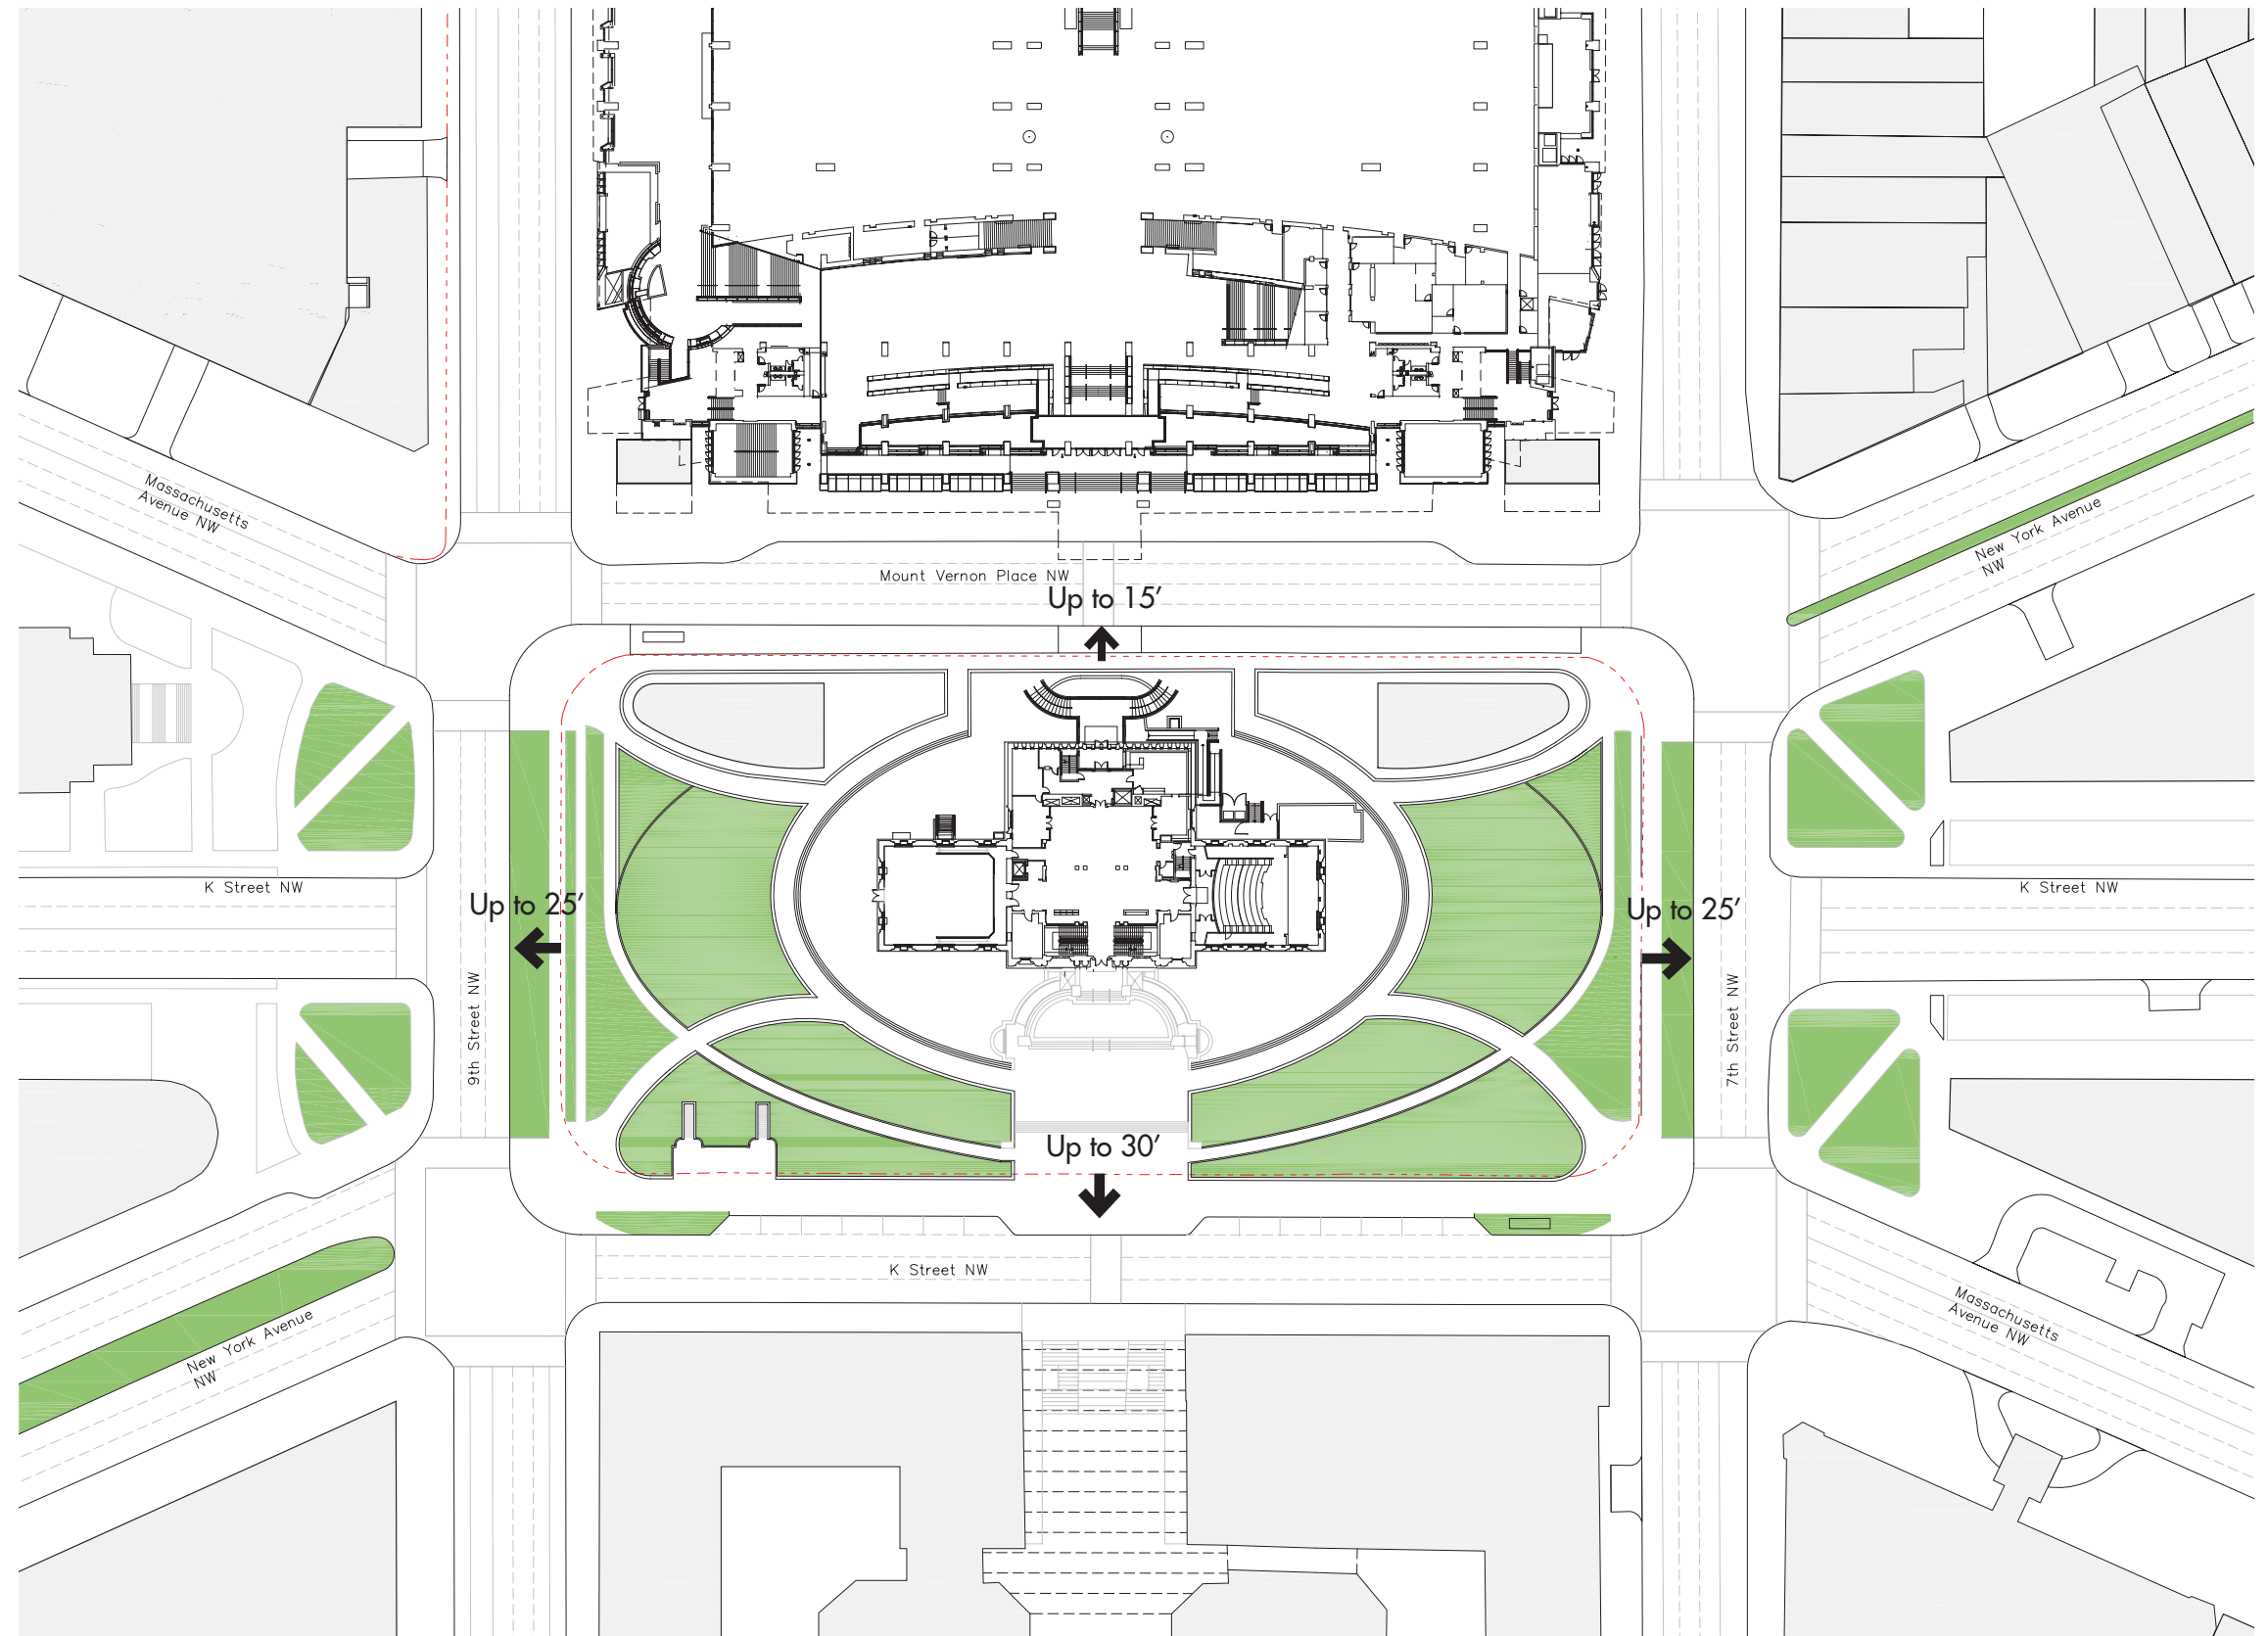 Massachusetts
Avenue NW
New York Avenue
NW
Mount Vernon Place NW
Up to 15’
K Street NW
K Street NW
Up to 25’
Up to 25’
9th Street NW
7th Street NW
Up to 30’
K Street NW
New York Avenue
NW
Massachusetts
Avenue NW